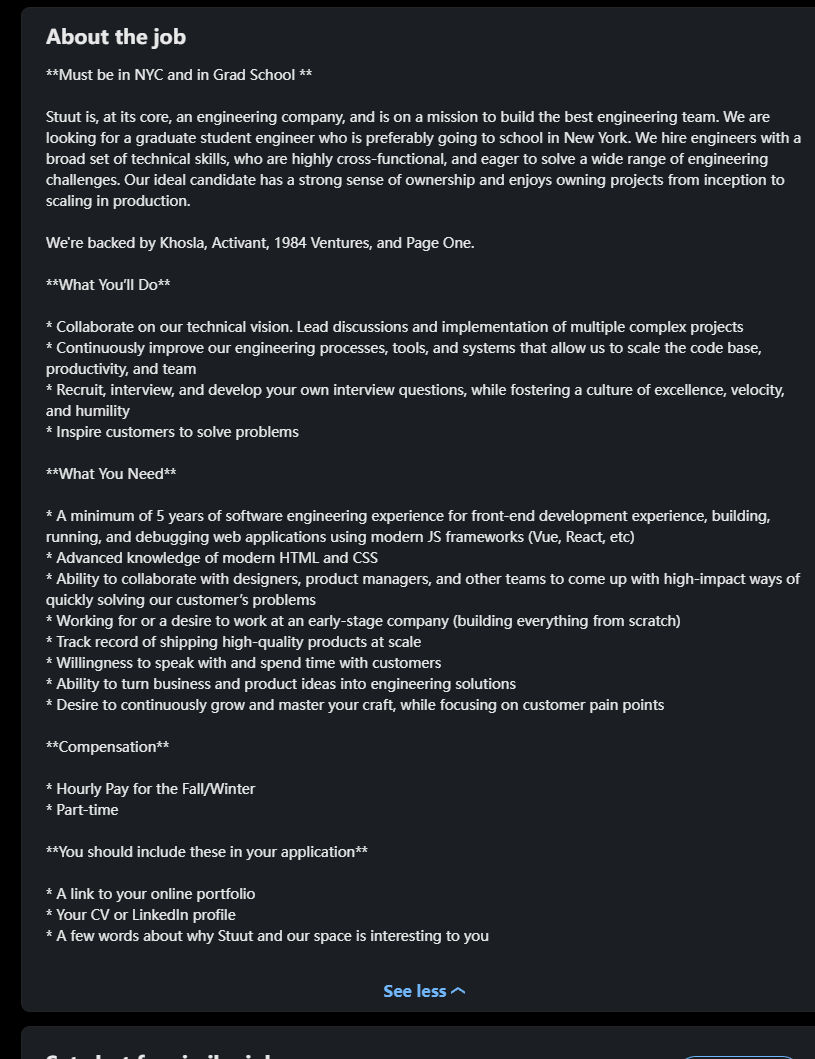 About the job
**Must be in NYC and in Grad School **
Stuut is, at its core, an engineering company, and is on a mission to build the best engineering team. We are
looking for a graduate student engineer who is preferably going to school in New York. We hire engineers with a
broad set of technical skills, who are highly cross-functional, and eager to solve a wide range of engineering
challenges. Our ideal candidate has a strong sense of ownership and enjoys owning projects from inception to
scaling in production.
We're backed by Khosla, Activant, 1984 Ventures, and Page One.
**What You'll Do**
* Collaborate on our technical vision. Lead discussions and implementation of multiple complex projects
* Continuously improve our engineering processes, tools, and systems that allow us to scale the code base,
productivity, and team
* Recruit, interview, and develop your own interview questions, while fostering a culture of excellence, velocity,
and humility
* Inspire customers to solve problems
**What You Need**
* A minimum of 5 years of software engineering experience for front-end development experience, building,
running, and debugging web applications using modern JS frameworks (Vue, React, etc)
* Advanced knowledge of modern HTML and CSS
* Ability to collaborate with designers, product managers, and other teams to come up with high-impact ways of
quickly solving our customer's problems
* Working for or a desire to work at an early-stage company (building everything from scratch)
* Track record of shipping high-quality products at scale
* Willingness to speak with and spend time with customers
* Ability to turn business and product ideas into engineering solutions
* Desire to continuously grow and master your craft, while focusing on customer pain points
**Compensation**
* Hourly Pay for the Fall/Winter
* Part-time
**You should include these in your application**
* A link to your online portfolio
* Your CV or LinkedIn profile
* A few words about why Stuut and our space is interesting to you
See less